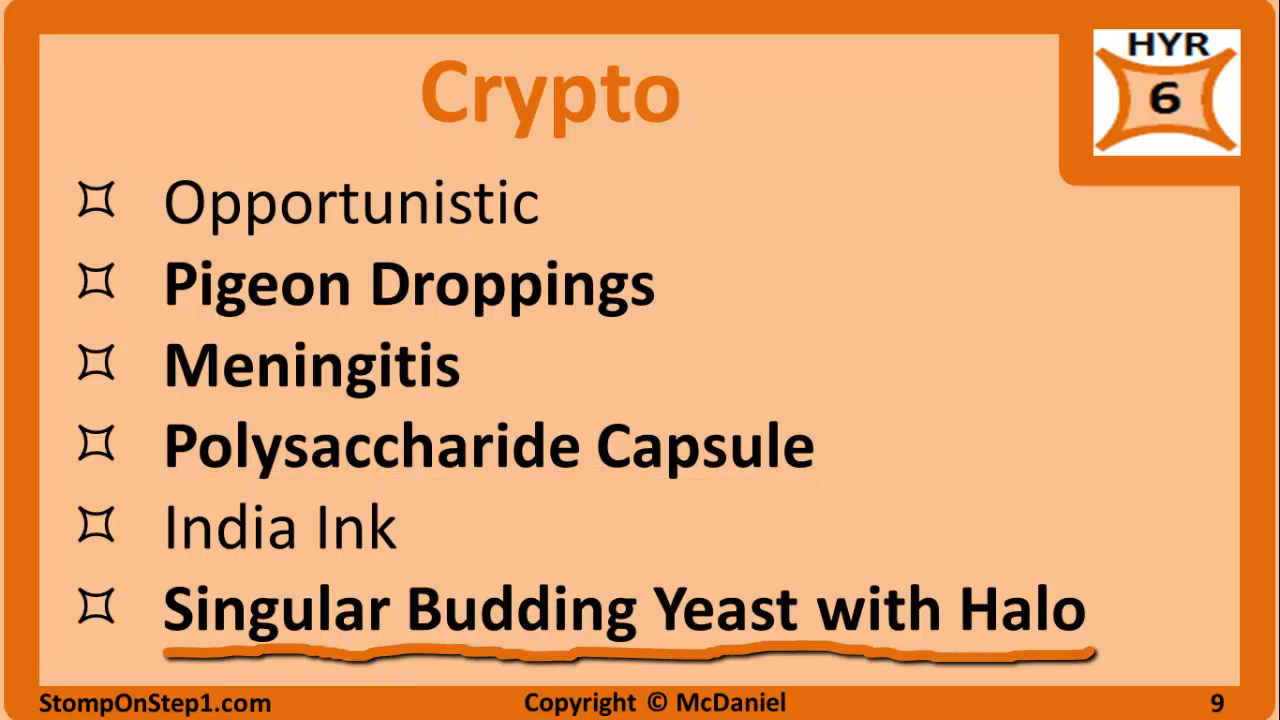 HYR
6
Crypto
Opportunistic
Pigeon Droppings
Meningitis
Polysaccharide Capsule
India Ink
Singular Budding Yeast with Halo
StompOnStep1.com
Copyright © McDaniel
9